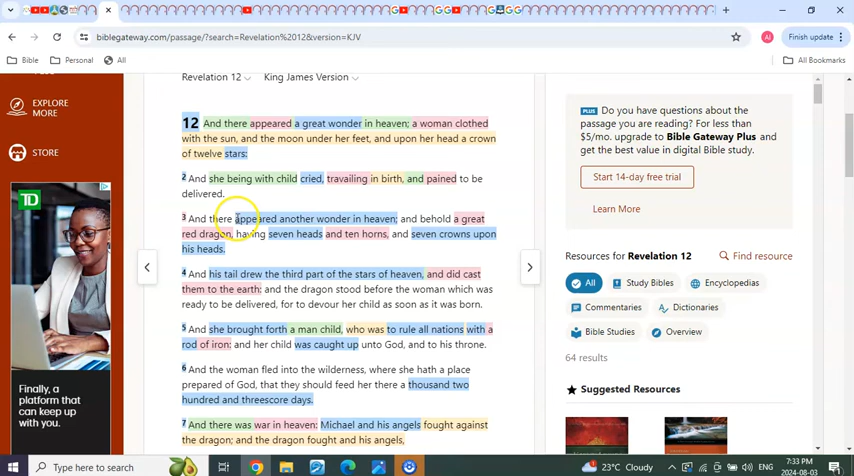 Finish update
biblegateway.com/passage/?search=Revelation%2012&version=KJV
AI
Bible
Personal
All
All Bookmarks
EXPLORE
MORE
STORE
TD
Finally, a
platform that
can keep up
with you.
Revelation 12
King James Version
12 And there appeared a great wonder in heaven; a woman clothed
with the sun, and the moon under her feet, and upon her head a crown
of twelve stars:
2 And she being with child cried, travailing in birth, and pained to be
delivered.
3 And there appeared another wonder in heaven; and behold a great
red dragon, having seven heads and ten horns, and seven crowns upon
his heads.
4 And his tail drew the third part of the stars of heaven, and did cast
them to the earth: and the dragon stood before the woman which was
ready to be delivered, for to devour her child as soon as it was born.
5 And she brought forth a man child, who was to rule all nations with a
rod of iron: and her child was caught up unto God, and to his throne.
6 And the woman fled into the wilderness, where she hath a place
prepared of God, that they should feed her there a thousand two
hundred and threescore days.
7 And there was war in heaven: Michael and his angels fought against
the dragon; and the dragon fought and his angels,
PLUS Do you have questions about the
passage you are reading? For less than
$5/mo. upgrade to Bible Gateway Plus and
get the best value in digital Bible study.
Start 14-day free trial
Learn More
Resources for Revelation 12
Find resource
All
Study Bibles
Encyclopedias
Commentaries
Dictionaries
Bible Studies
Overview
64 results
Suggested Resources
Type here to search
23°C Cloudy
ENG
7:33 PM
2024-08-03